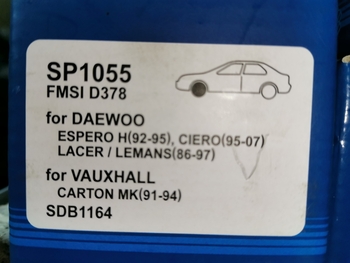 SP1055
FMSI D378
for DAEWOO
ESPERO H(92-95), CIERO(95-07)
LACER / LEMANS(86-97)
for VAUXHALL
CARTON MK(91-94)
SDB1164